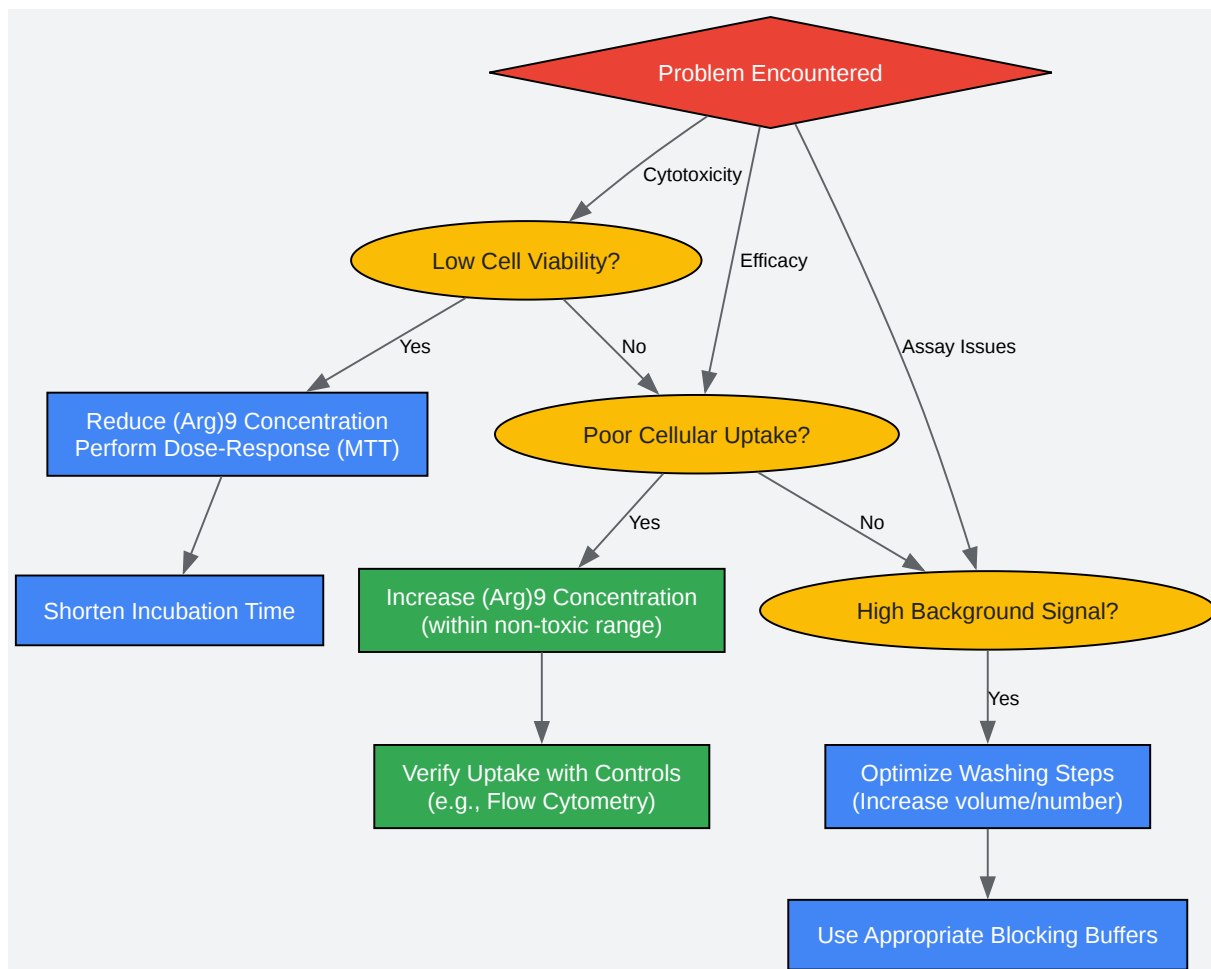 Problem Encountered
Cytotoxicity
Low Cell Viability?
Efficacy
Yes
No
Assay Issues
Reduce (Arg)9 Concentration
Perform Dose-Response (MTT)
Poor Cellular Uptake?
Yes
No
Shorten Incubation Time
Increase (Arg)9 Concentration
(within non-toxic range)
High Background Signal?
Yes
Verify Uptake with Controls
(e.g., Flow Cytometry)
Optimize Washing Steps
(Increase volume/number)
Use Appropriate Blocking Buffers